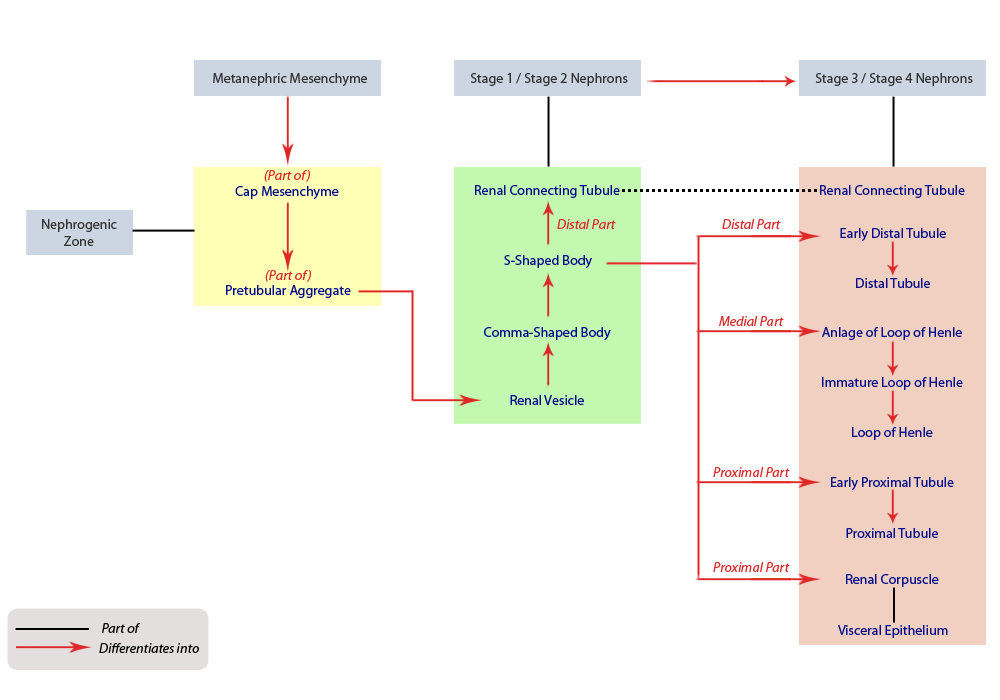 Metanephric Mesenchyme
Stage 1 / Stage 2 Nephrons
Stage 3 / Stage 4 Nephrons
(Part of)
Cap Mesenchyme
Nephrogenic
Zone
(Part of)
Pretubular Aggregate
Renal Connecting Tubule
Distal Part
S-Shaped Body
Comma-Shaped Body
Renal Vesicle
Renal Connecting Tubule
Distal Part
Early Distal Tubule
Distal Tubule
Medial Part
Anlage of Loop of Henle
Immature Loop of Henle
Loop of Henle
Proximal Part
Early Proximal Tubule
Proximal Tubule
Proximal Part
Renal Corpuscle
Visceral Epithelium
Part of
Differentiates into